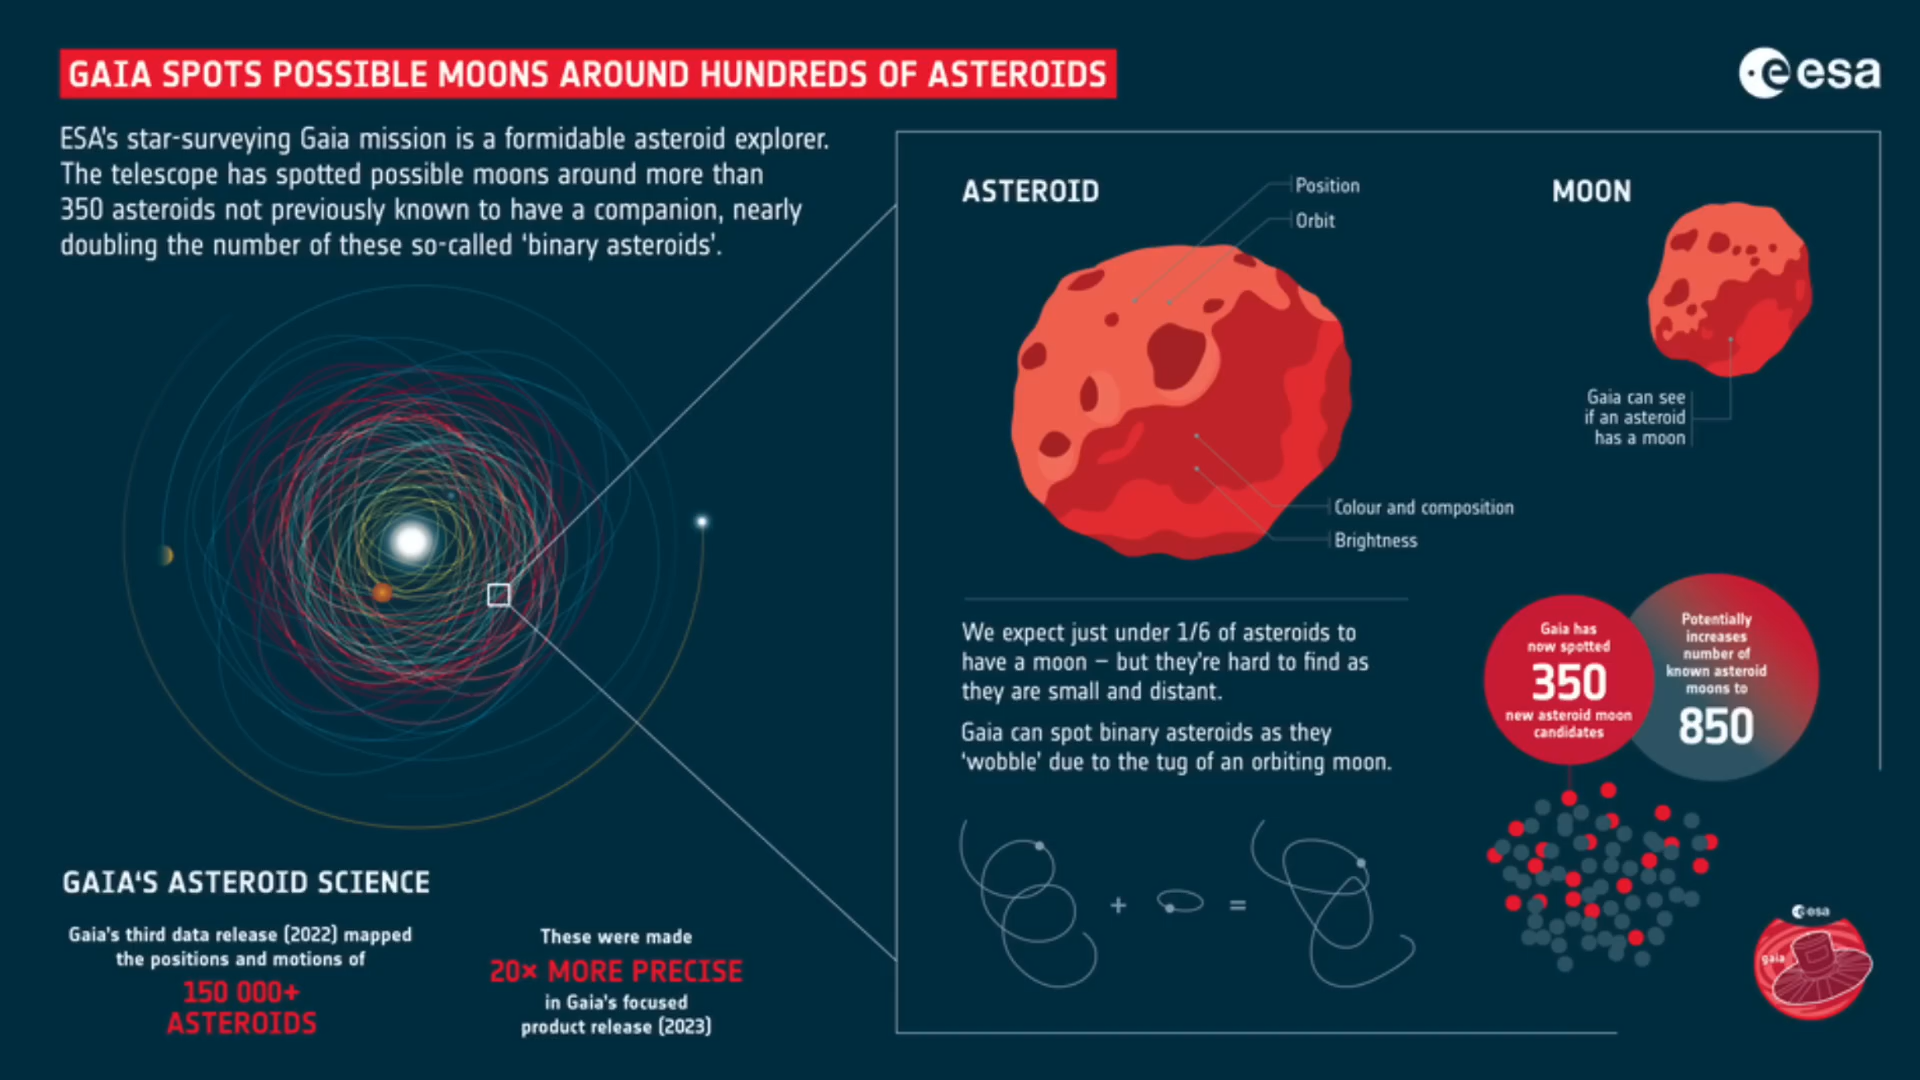 GAIA SPOTS POSSIBLE MOONS AROUND HUNDREDS OF ASTEROIDS
esa
ESA's star-surveying Gaia mission is a formidable asteroid explorer.
The telescope has spotted possible moons around more than
350 asteroids not previously known to have a companion, nearly
doubling the number of these so-called 'binary asteroids'.
ASTEROID
Position
Orbit
MOON
Gaia can see
if an asteroid
has a moon
Colour and composition
Brightness
We expect just under 1/6 of asteroids to
have a moon – but they're hard to find as
they are small and distant.
Gaia can spot binary asteroids as they
'wobble' due to the tug of an orbiting moon.
+ =
Gaia has
now spotted
350
new asteroid moon
candidates
Potentially
increases
number of
known asteroid
moons to
850
GAIA'S ASTEROID SCIENCE
Gaia's third data release (2022) mapped
the positions and motions of
150 000+
ASTEROIDS
These were made
20× MORE PRECISE
in Gaia's focused
product release (2023)
esa
gaia